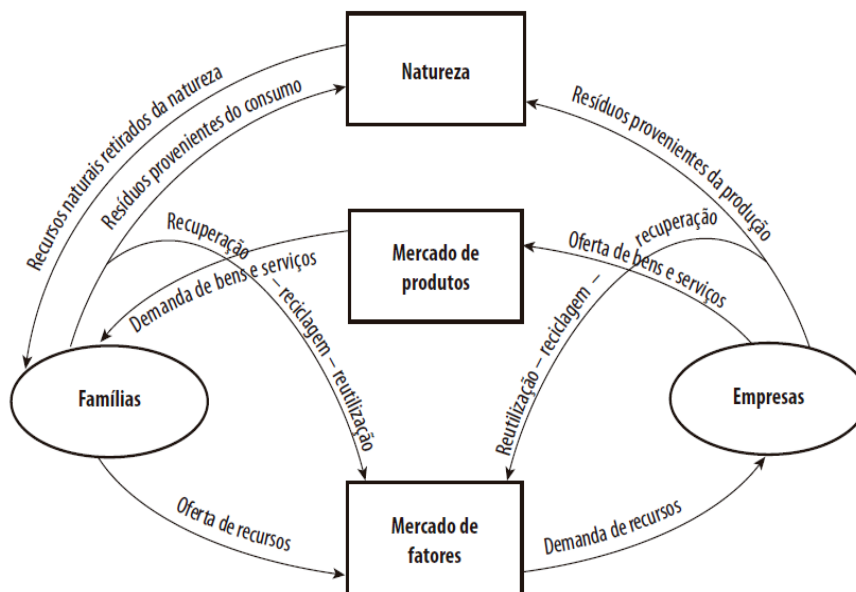 Natureza
Recursos naturais retirados da natureza
Resíduos provenientes do consumo
Resíduos provenientes da produção
Recuperação – reciclagem – reutilização
Mercado de
produtos
Demanda de bens e serviços
Oferta de bens e serviços
Reutilização – reciclagem – recuperação
Famílias
Empresas
Oferta de recursos
Mercado de
fatores
Demanda de recursos